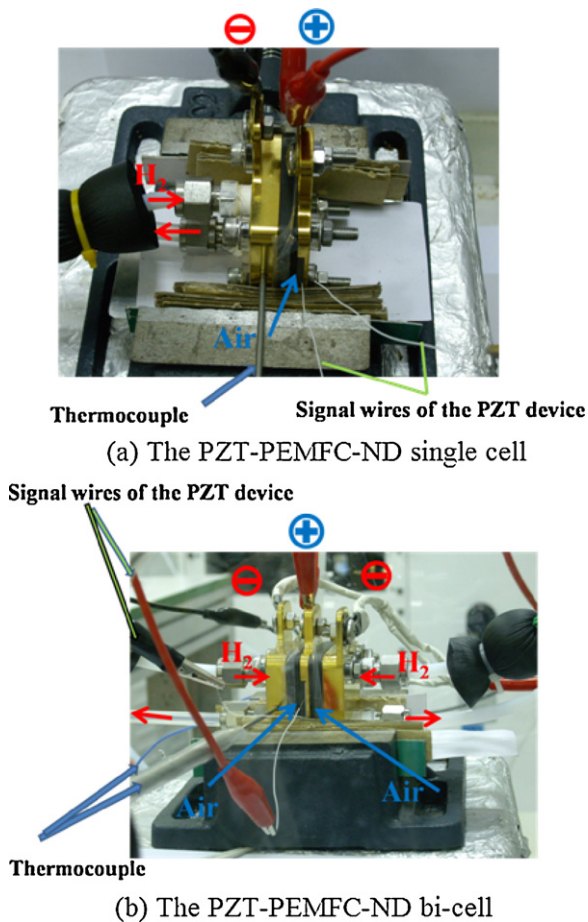 ⊖ ⊕
H2
Air
Thermocouple
Signal wires of the PZT device
(a) The PZT-PEMFC-ND single cell
Signal wires of the PZT device
⊕
⊖ ⊖
H2 H2
Air Air
Thermocouple
(b) The PZT-PEMFC-ND bi-cell